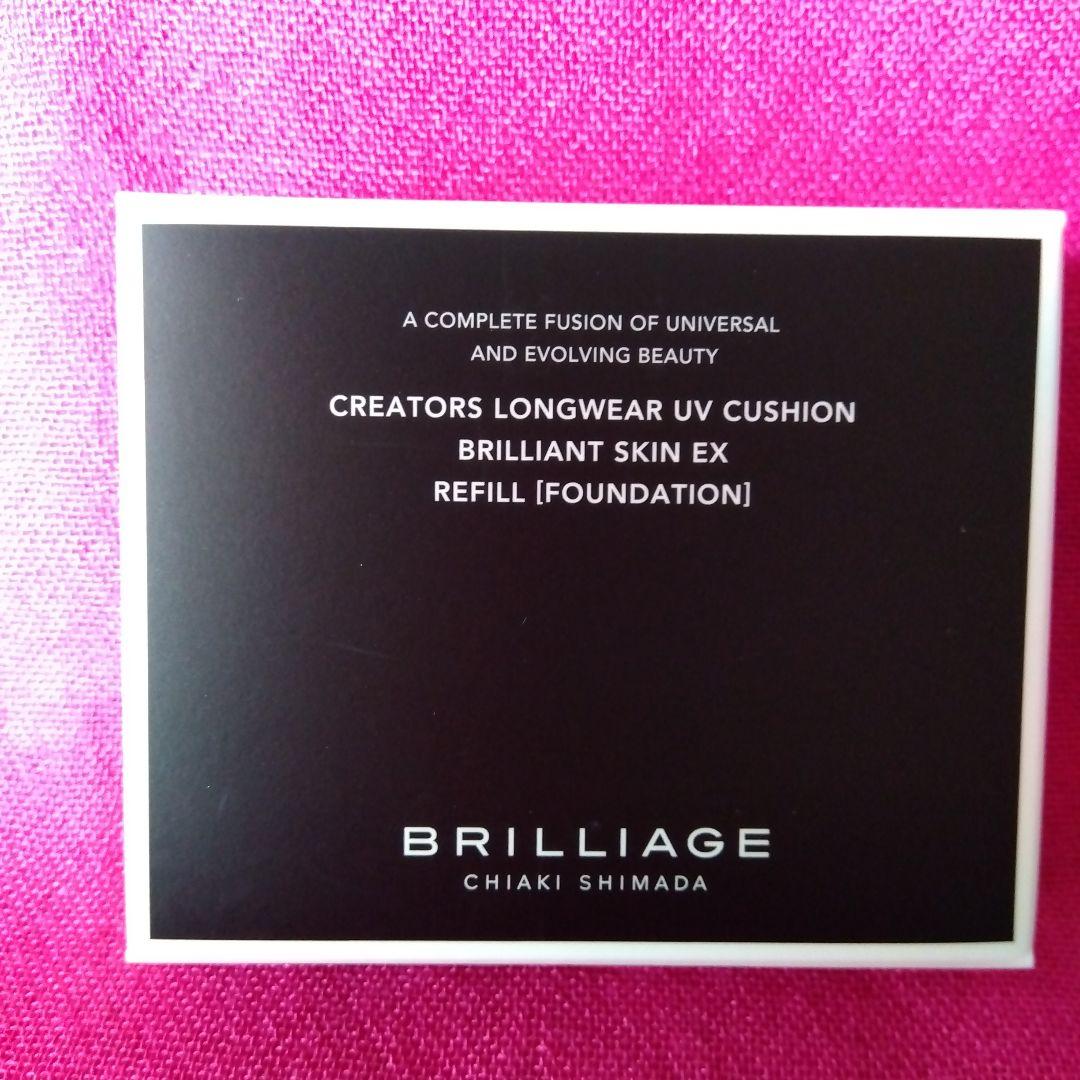 A COMPLETE FUSION OF UNIVERSAL
AND EVOLVING BEAUTY
CREATORS LONGWEAR UV CUSHION
BRILLIANT SKIN EX
REFILL [FOUNDATION]
BRILLIAGE
CHIAKI SHIMADA